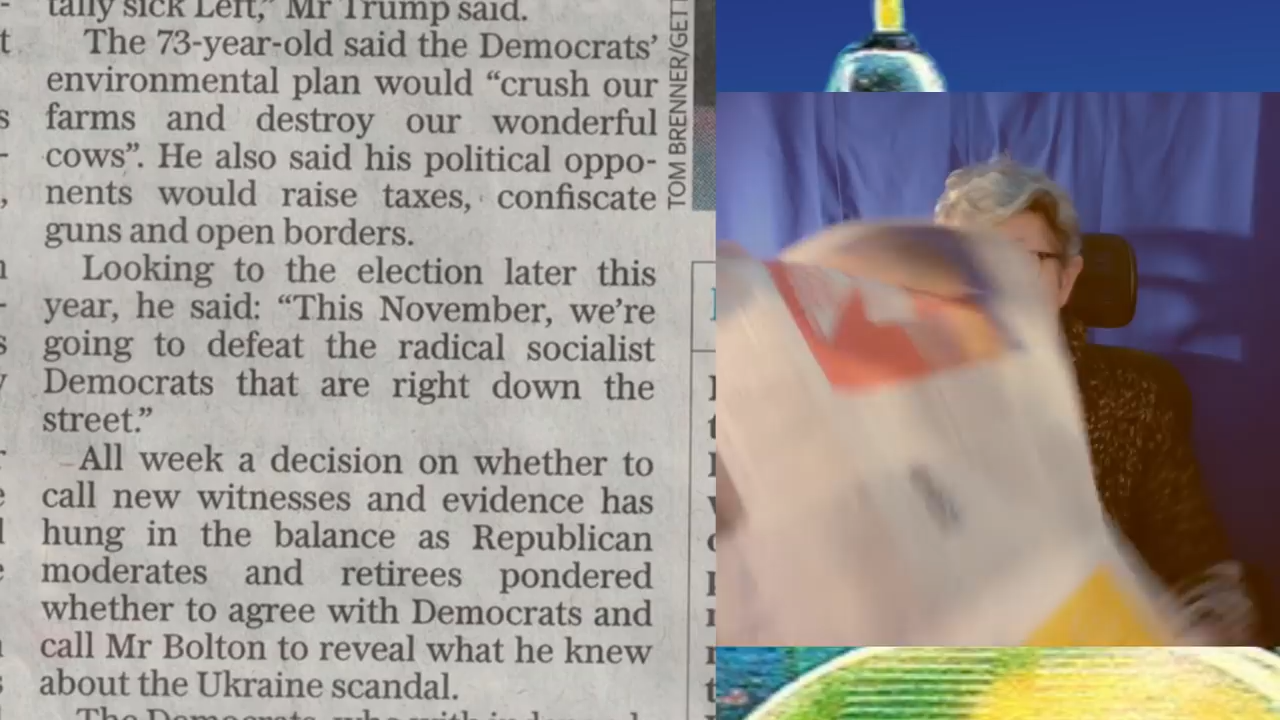 tally sick Left,” Mr Trump said.
The 73-year-old said the Democrats’
environmental plan would “crush our
farms and destroy our wonderful
cows”. He also said his political oppo-
nents would raise taxes, confiscate
guns and open borders.
Looking to the election later this
year, he said: “This November, we’re
going to defeat the radical socialist
Democrats that are right down the
street.”
All week a decision on whether to
call new witnesses and evidence has
hung in the balance as Republican
moderates and retirees pondered
whether to agree with Democrats and
call Mr Bolton to reveal what he knew
about the Ukraine scandal.
The Democrats, who with
TOM BRENNER/GETT